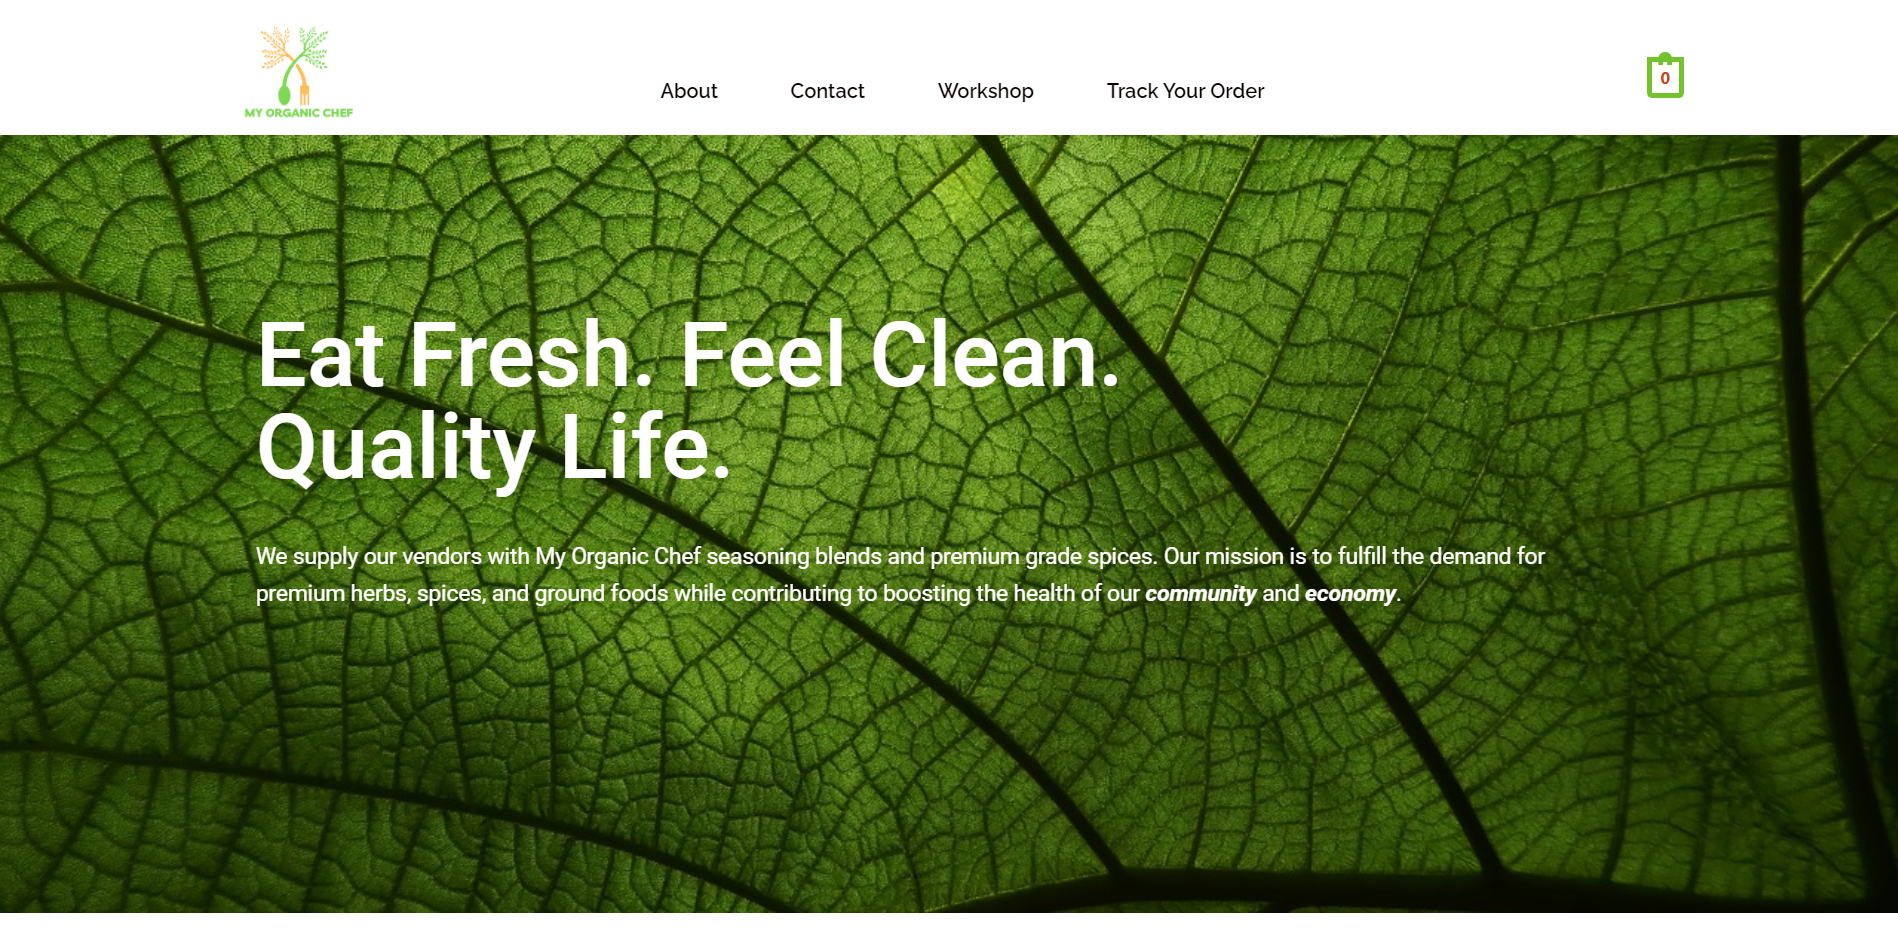 MY ORGANIC CHEF
About
Contact
Workshop
Track Your Order
0
Eat Fresh. Feel Clean.
Quality Life.
We supply our vendors with My Organic Chef seasoning blends and premium grade spices. Our mission is to fulfill the demand for
premium herbs, spices, and ground foods while contributing to boosting the health of our community and economy.